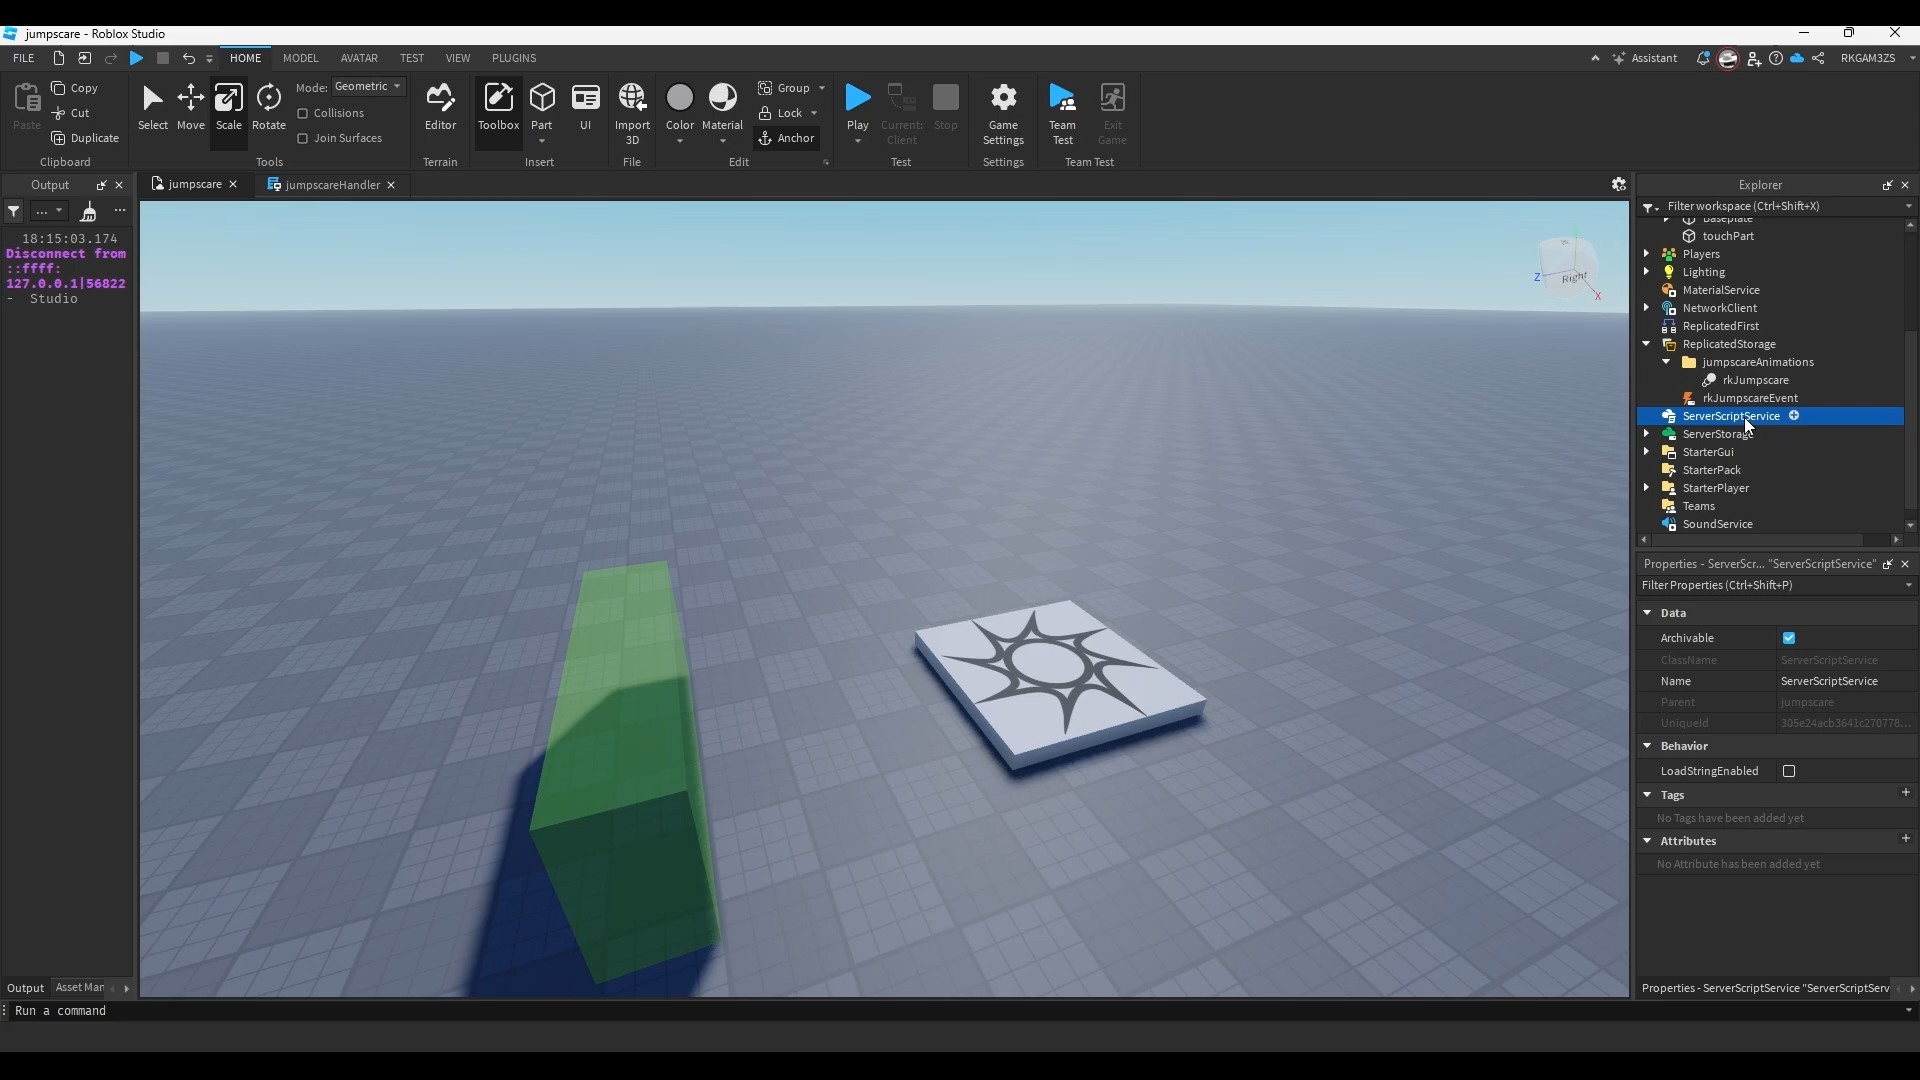 jumpscare - Roblox Studio
FILE
HOME
MODEL
AVATAR
TEST
VIEW
PLUGINS
Assistant
RKGAM3ZS
Paste
Copy
Cut
Duplicate
Clipboard
Select
Move
Scale
Rotate
Mode: Geometric
Collisions
Join Surfaces
Tools
Editor
Terrain
Toolbox
Part
UI
Insert
Import
3D
File
Color
Material
Group
Lock
Anchor
Edit
Play
Current:
Client
Stop
Test
Game
Settings
Settings
Team
Test
Exit
Game
Team Test
Output
...
18:15:03.174
Disconnect from
::ffff:
127.0.0.1|56822
- Studio
jumpscare
jumpscareHandler
Z
Right
X
Explorer
Filter workspace (Ctrl+Shift+X)
Baseplate
touchPart
Players
Lighting
MaterialService
NetworkClient
ReplicatedFirst
ReplicatedStorage
jumpscareAnimations
rkJumpscare
rkJumpscareEvent
ServerScriptService
ServerStorage
StarterGui
StarterPack
StarterPlayer
Teams
SoundService
Properties - ServerScr... "ServerScriptService"
Filter Properties (Ctrl+Shift+P)
Data
Archivable
ClassName ServerScriptService
Name ServerScriptService
Parent jumpscare
UniqueId 305e24acb3641c270778...
Behavior
LoadStringEnabled
Tags
No Tags have been added yet
Attributes
No Attribute has been added yet
Output
Asset Man
Properties - ServerScriptService "ServerScriptServ
Run a command